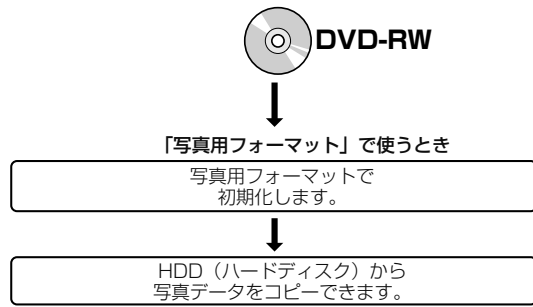 DVD-RW
「写真用フォーマット」で使うとき
写真用フォーマットで
初期化します。
HDD（ハードディスク）から
写真データをコピーできます。